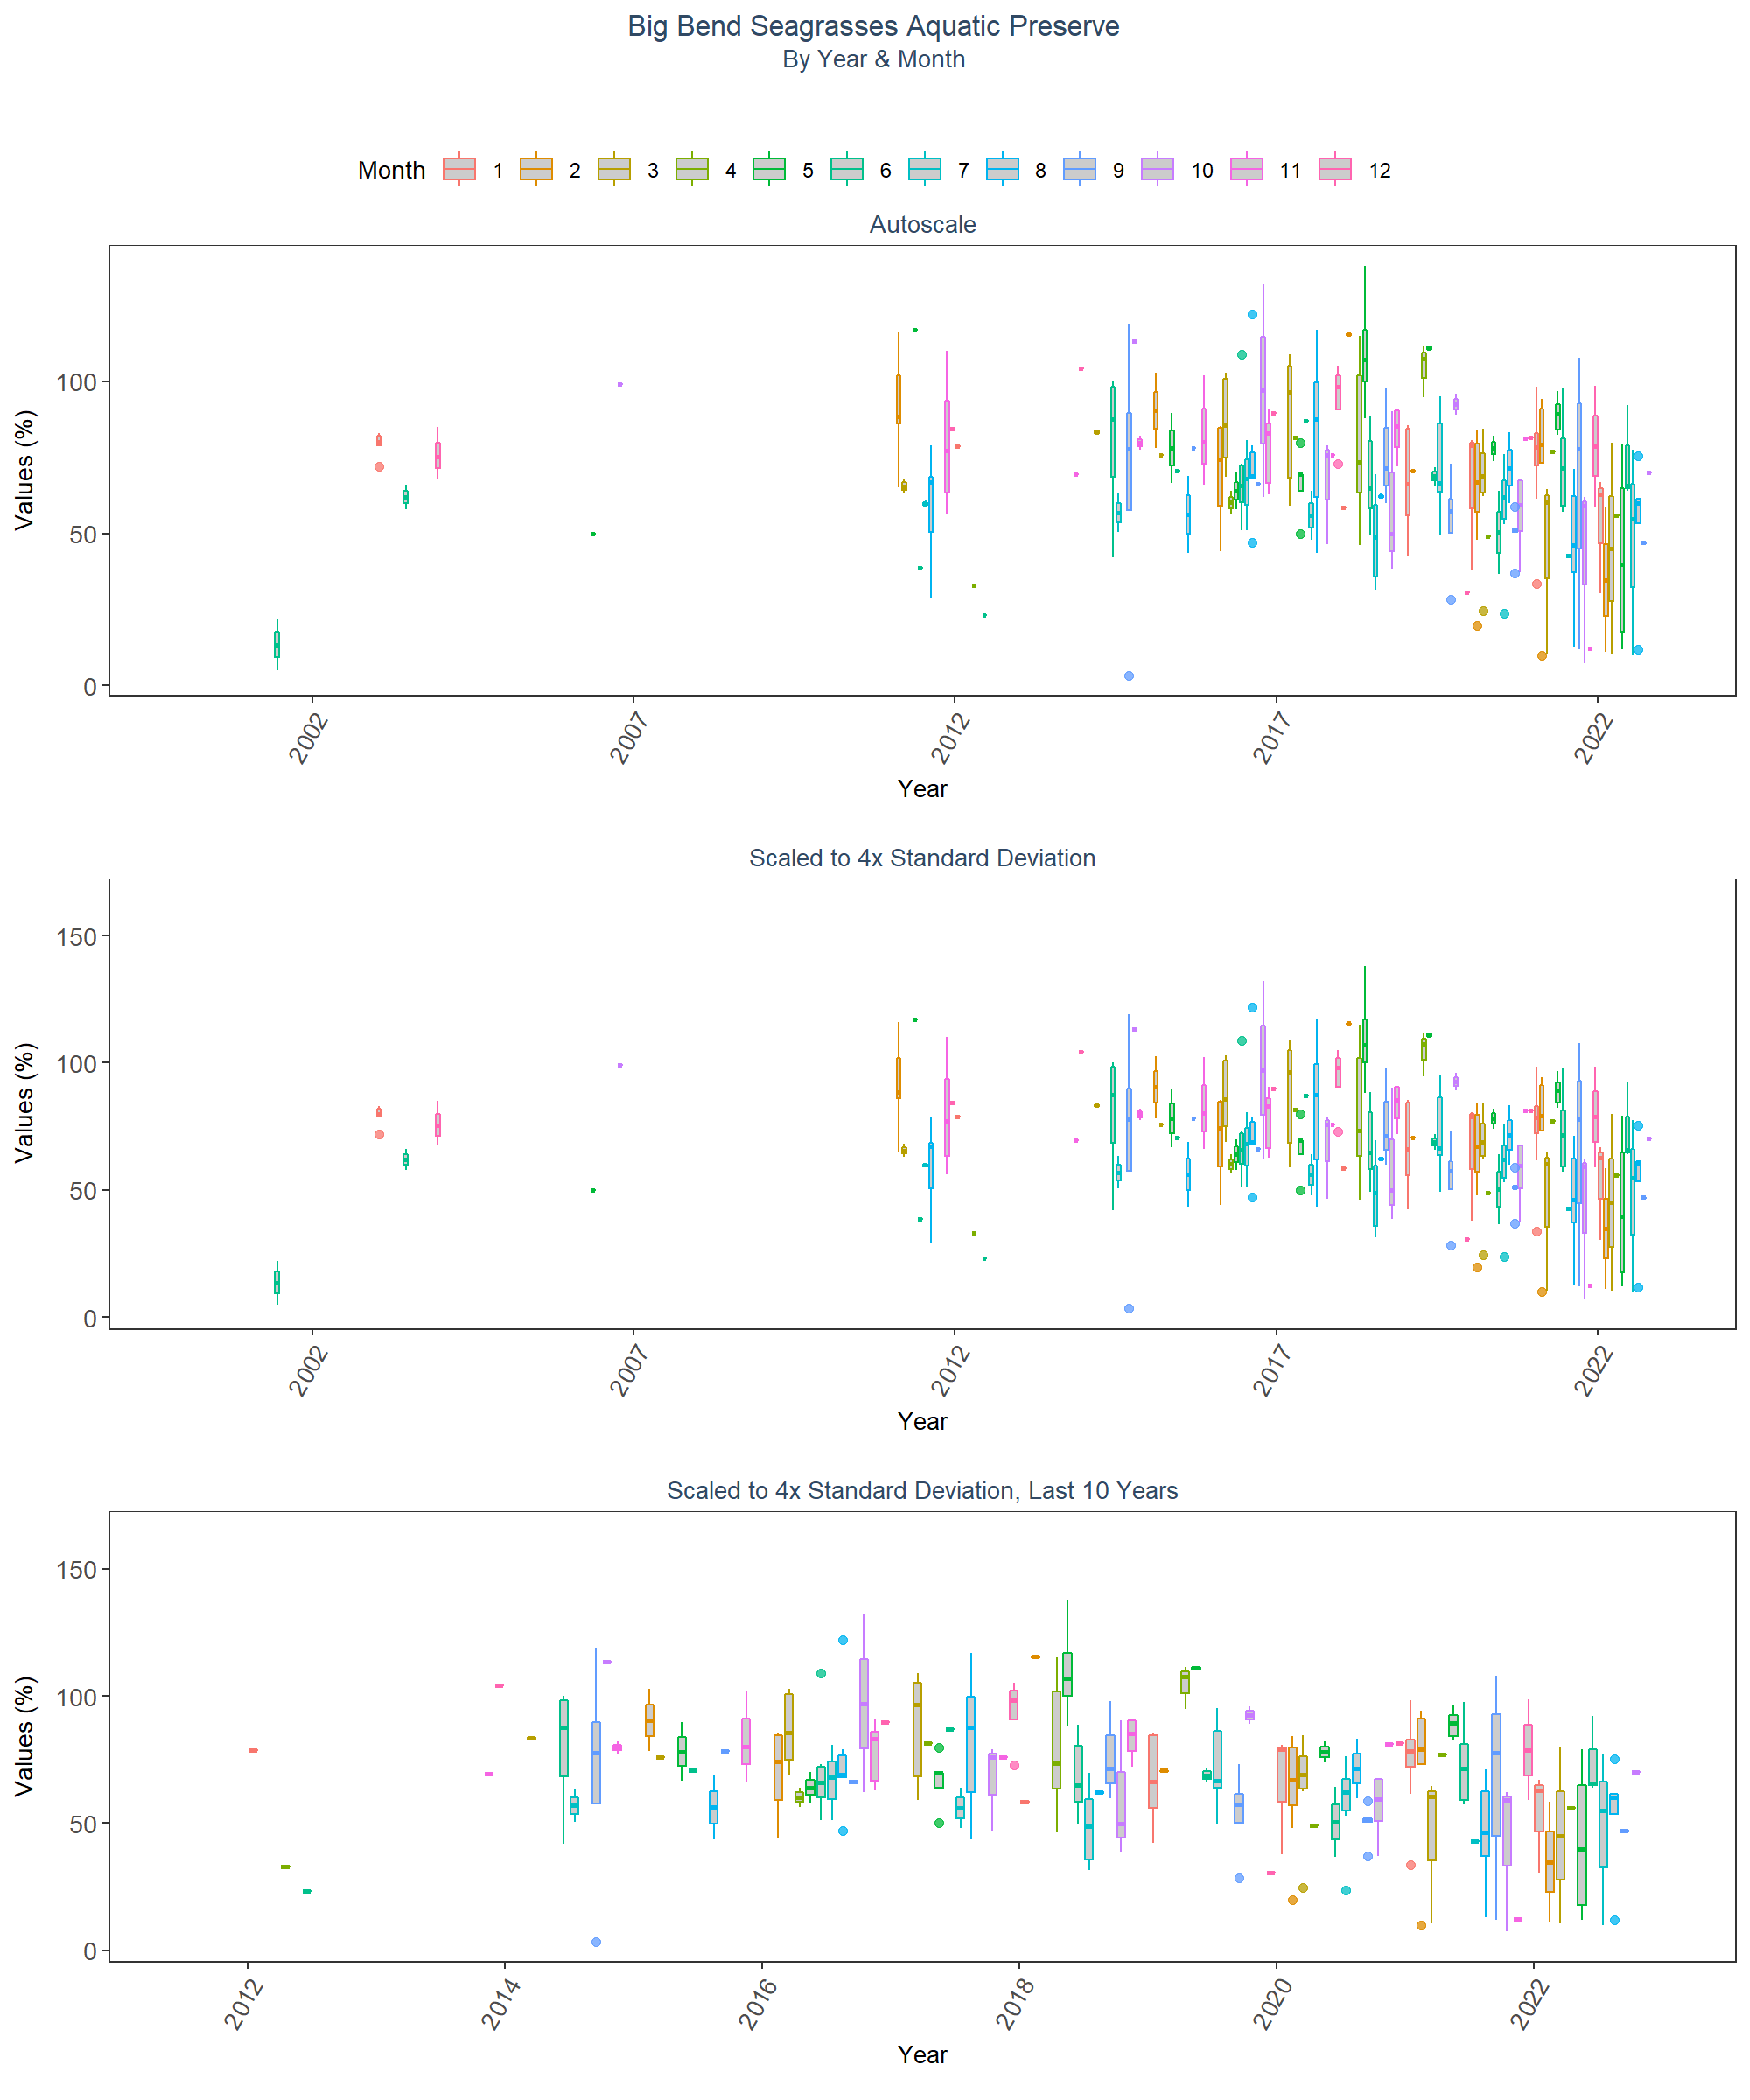 Big Bend Seagrasses Aquatic Preserve
By Year & Month
Month 1 2 3 4 5 6 7 8 9 10 11 12
Autoscale
Values (%)
100
50
0
2002 2007 2012 2017 2022
Year
Scaled to 4x Standard Deviation
Values (%)
150
100
50
0
2002 2007 2012 2017 2022
Year
Scaled to 4x Standard Deviation, Last 10 Years
Values (%)
150
100
50
0
2012 2014 2016 2018 2020 2022
Year